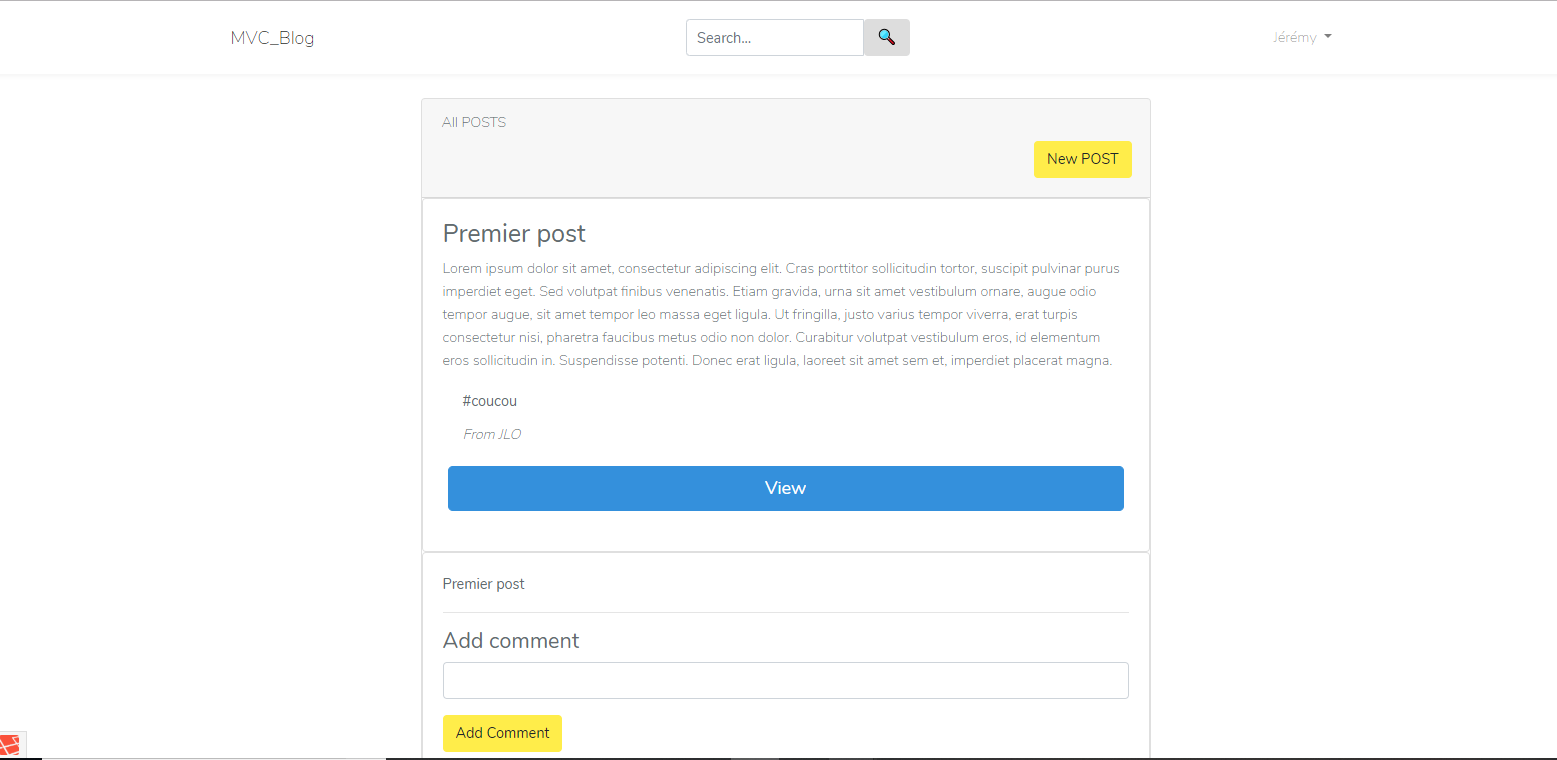 MVC_Blog
Search...
Jérémy
All POSTS
New POST
Premier post
Lorem ipsum dolor sit amet, consectetur adipiscing elit. Cras porttitor sollicitudin tortor, suscipit pulvinar purus
imperdiet eget. Sed volutpat finibus venenatis. Etiam gravida, urna sit amet vestibulum ornare, augue odio
tempor augue, sit amet tempor leo massa eget ligula. Ut fringilla, justo varius tempor viverra, erat turpis
consectetur nisi, pharetra faucibus metus odio non dolor. Curabitur volutpat vestibulum eros, id elementum
eros sollicitudin in. Suspendisse potenti. Donec erat ligula, laoreet sit amet sem et, imperdiet placerat magna.
#coucou
From JLO
View
Premier post
Add comment
Add Comment